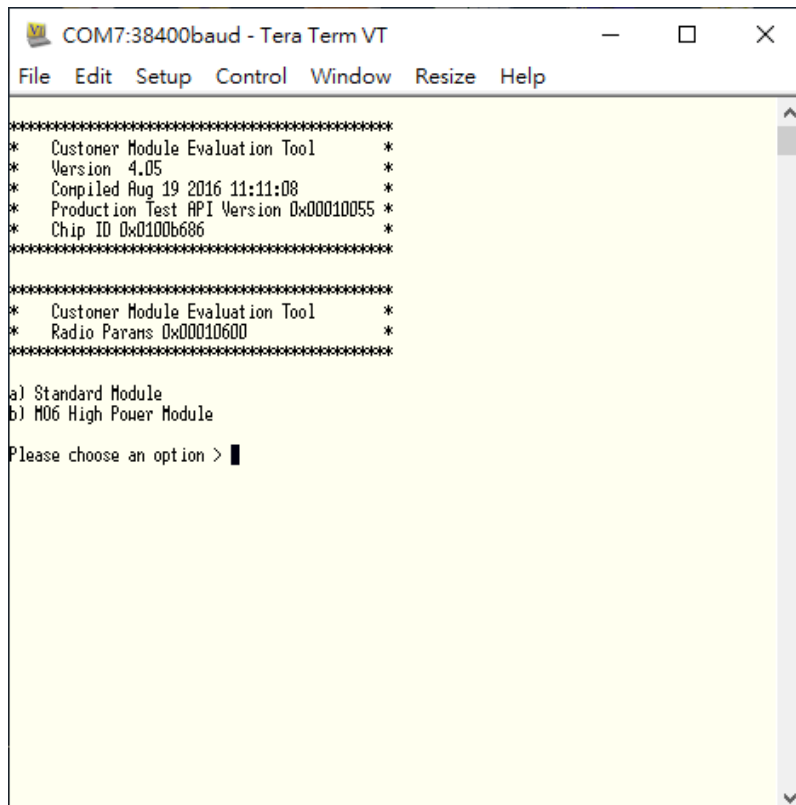 COM7:38400baud - Tera Term VT
File Edit Setup Control Window Resize Help
*********************************************
* Customer Module Evaluation Tool *
* Version 4.05 *
* Compiled Aug 19 2016 11:11:08 *
* Production Test API Version 0x00010055 *
* Chip ID 0x0100b686 *
*********************************************
*********************************************
* Customer Module Evaluation Tool *
* Radio Params 0x00010600 *
*********************************************
a) Standard Module
b) M06 High Power Module
Please choose an option >